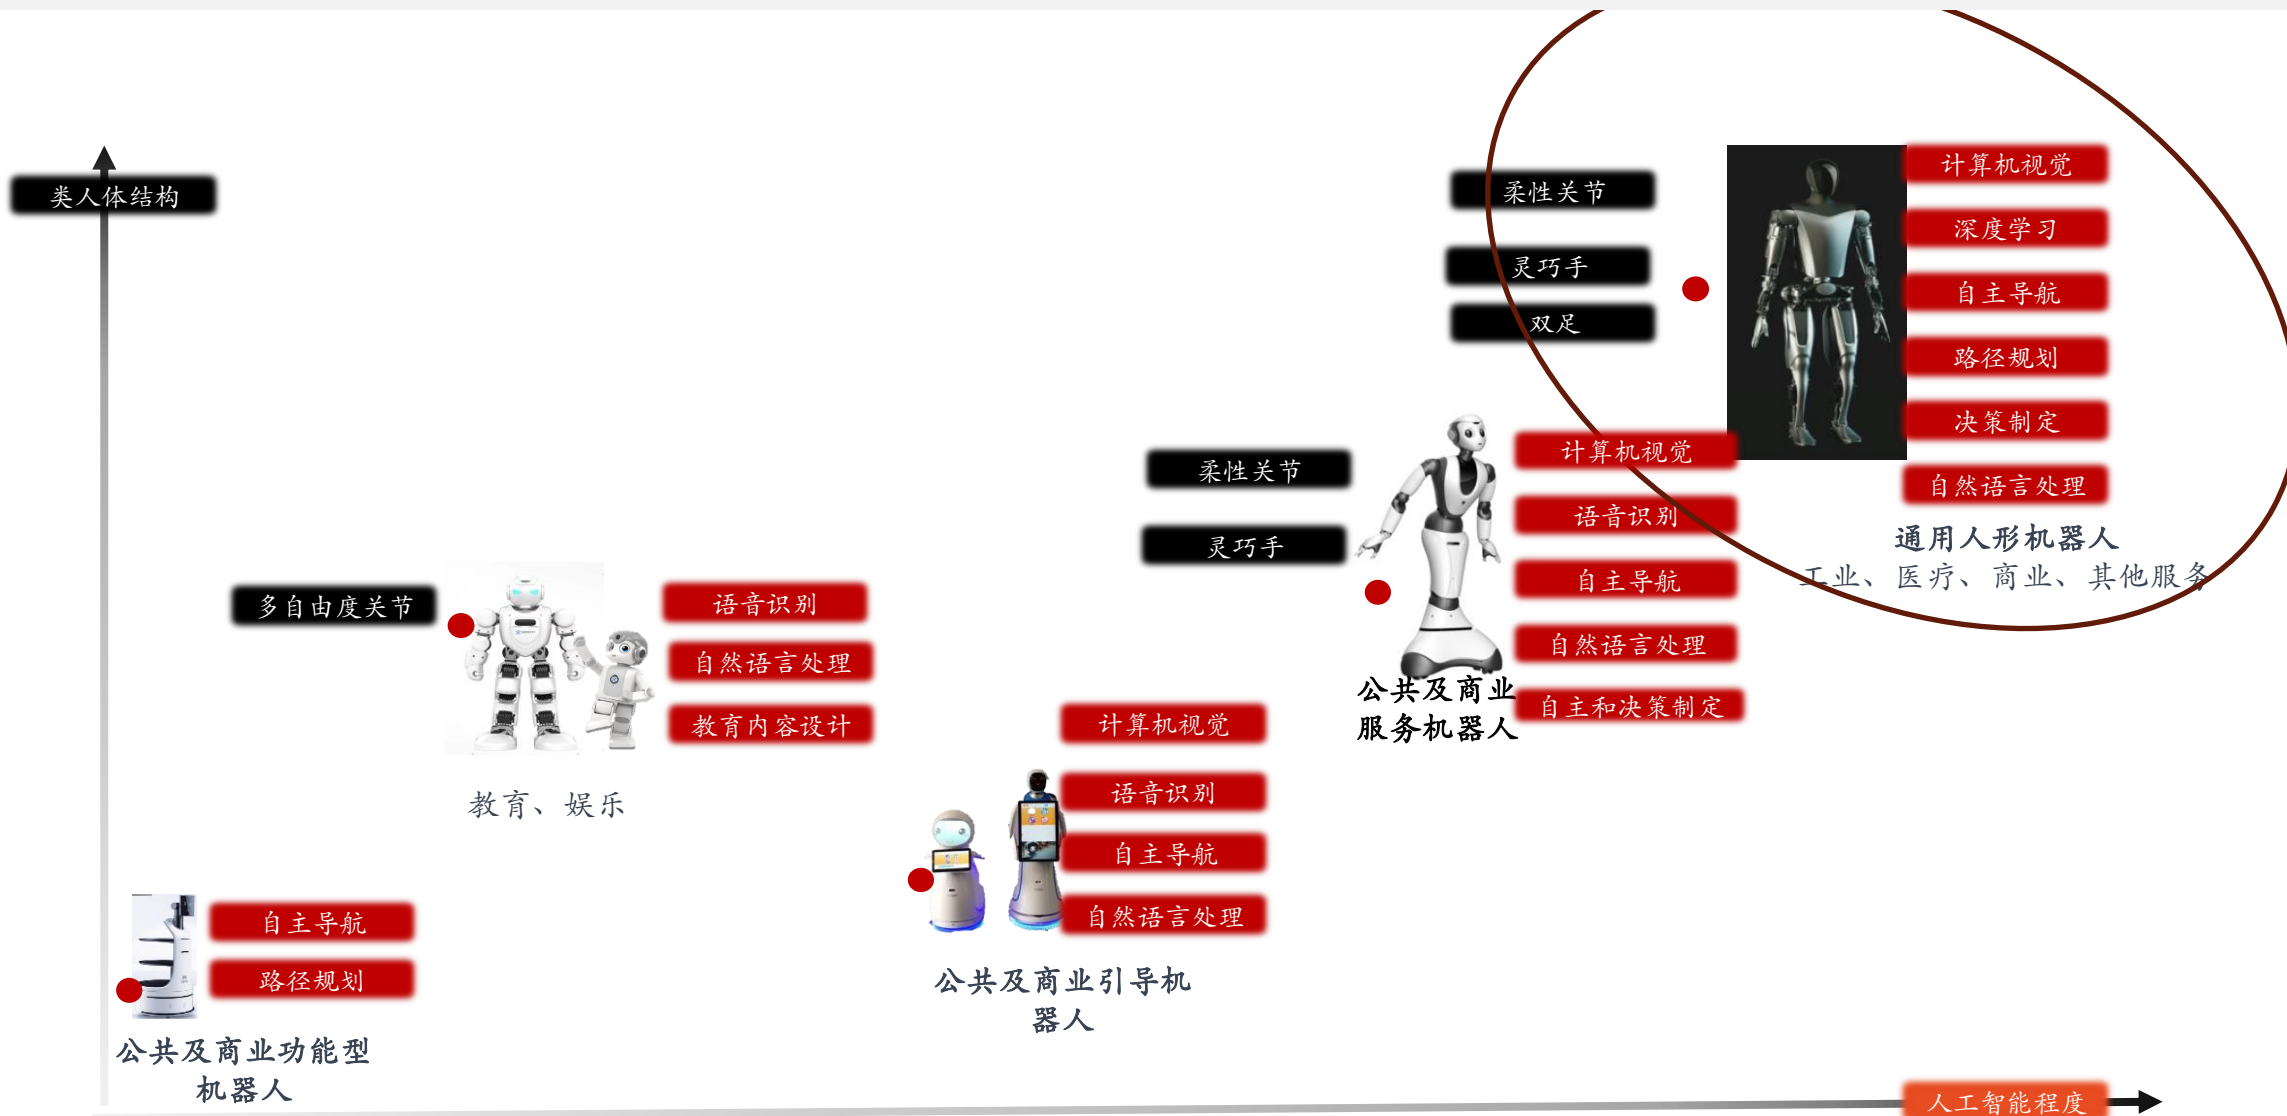 类人体结构
柔性关节
灵巧手
双足
计算机视觉
深度学习
自主导航
路径规划
决策制定
自然语言处理
通用人形机器人
工业、医疗、商业、其他服务
柔性关节
灵巧手
计算机视觉
语音识别
自主导航
自然语言处理
自主和决策制定
公共及商业
服务机器人
多自由度关节
语音识别
自然语言处理
教育内容设计
教育、娱乐
计算机视觉
语音识别
自主导航
自然语言处理
公共及商业引导机
器人
自主导航
路径规划
公共及商业功能型
机器人
人工智能程度